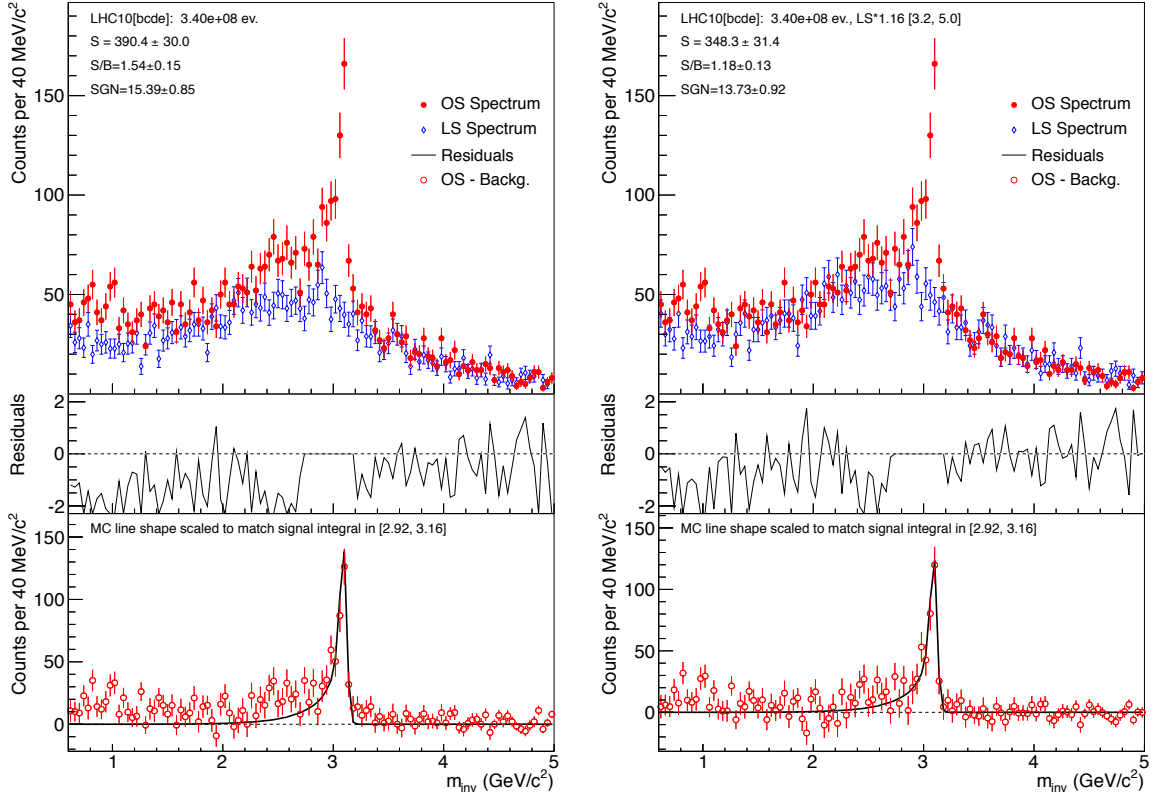 LHC10[bcde]: 3.40e+08 ev.
S = 390.4 ± 30.0
S/B=1.54±0.15
SGN=15.39±0.85
OS Spectrum
LS Spectrum
Residuals
OS - Backg.
Counts per 40 MeV/c²
150
100
50
Residuals
2
0
-2
MC line shape scaled to match signal integral in [2.92, 3.16]
Counts per 40 MeV/c²
150
100
50
0
1 2 3 4 5
m_inv (GeV/c²)
LHC10[bcde]: 3.40e+08 ev., LS*1.16 [3.2, 5.0]
S = 348.3 ± 31.4
S/B=1.18±0.13
SGN=13.73±0.92
OS Spectrum
LS Spectrum
Residuals
OS - Backg.
Counts per 40 MeV/c²
150
100
50
Residuals
2
0
-2
MC line shape scaled to match signal integral in [2.92, 3.16]
Counts per 40 MeV/c²
150
100
50
0
1 2 3 4 5
m_inv (GeV/c²)